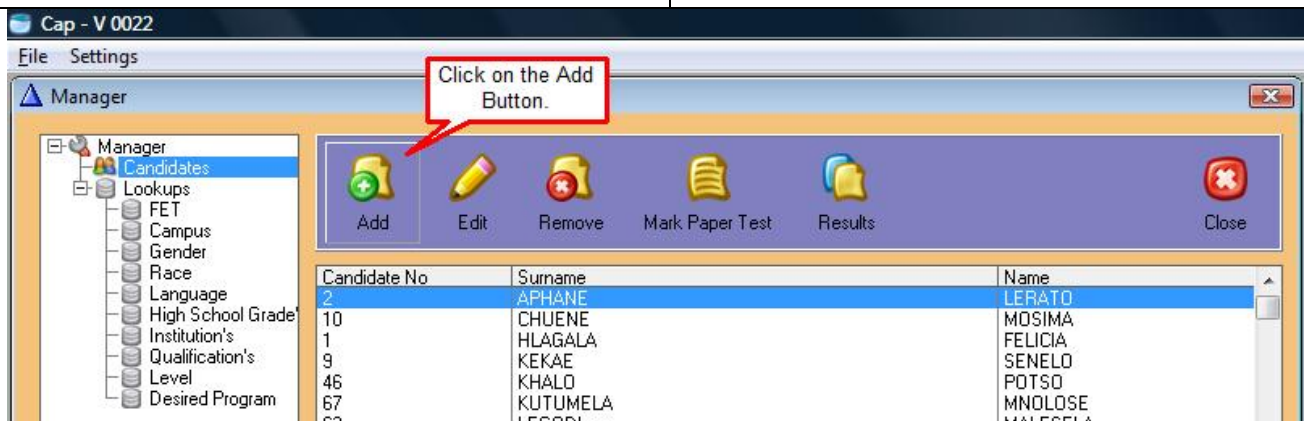 Cap - V 0022
File Settings
Click on the Add
Button.
Manager
Manager
Candidates
Lookups
FET
Campus
Gender
Race
Language
High School Grade'
Institution's
Qualification's
Level
Desired Program
Add Edit Remove Mark Paper Test Results Close
Candidate No Surname Name
2 APHANE LERATO
10 CHUENE MOSIMA
1 HLAGALA FELICIA
9 KEKAE SENELO
46 KHALO POTSO
67 KUTUMELA MNOLOSE